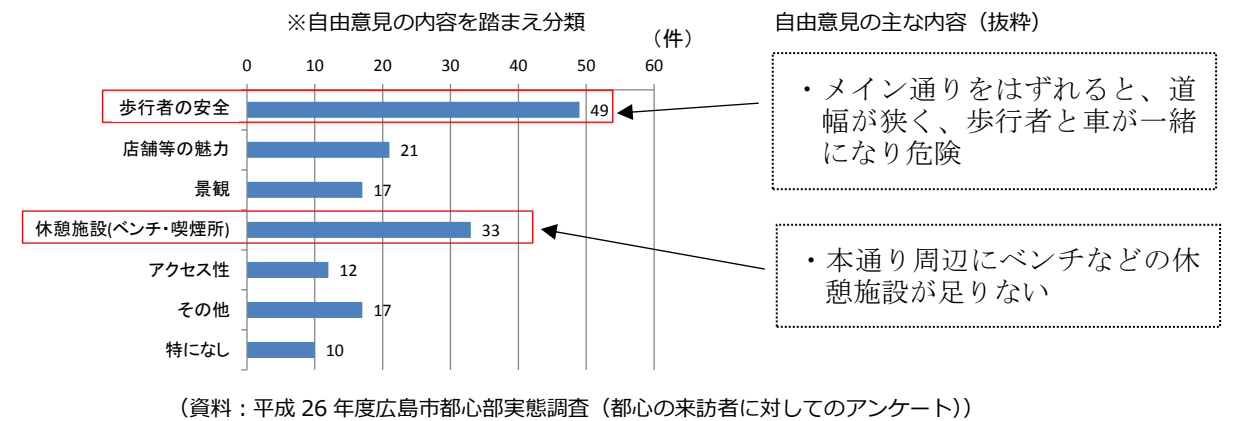 ※自由意見の内容を踏まえ分類
自由意見の主な内容（抜粋）
（件）
0 10 20 30 40 50 60
歩行者の安全 49
店舗等の魅力 21
景観 17
休憩施設(ベンチ・喫煙所) 33
アクセス性 12
その他 17
特になし 10
・メイン通りをはずれると、道
幅が狭く、歩行者と車が一緒
になり危険
・本通り周辺にベンチなどの休
憩施設が足りない
（資料：平成 26 年度広島市都心部実態調査（都心の来訪者に対してのアンケート））